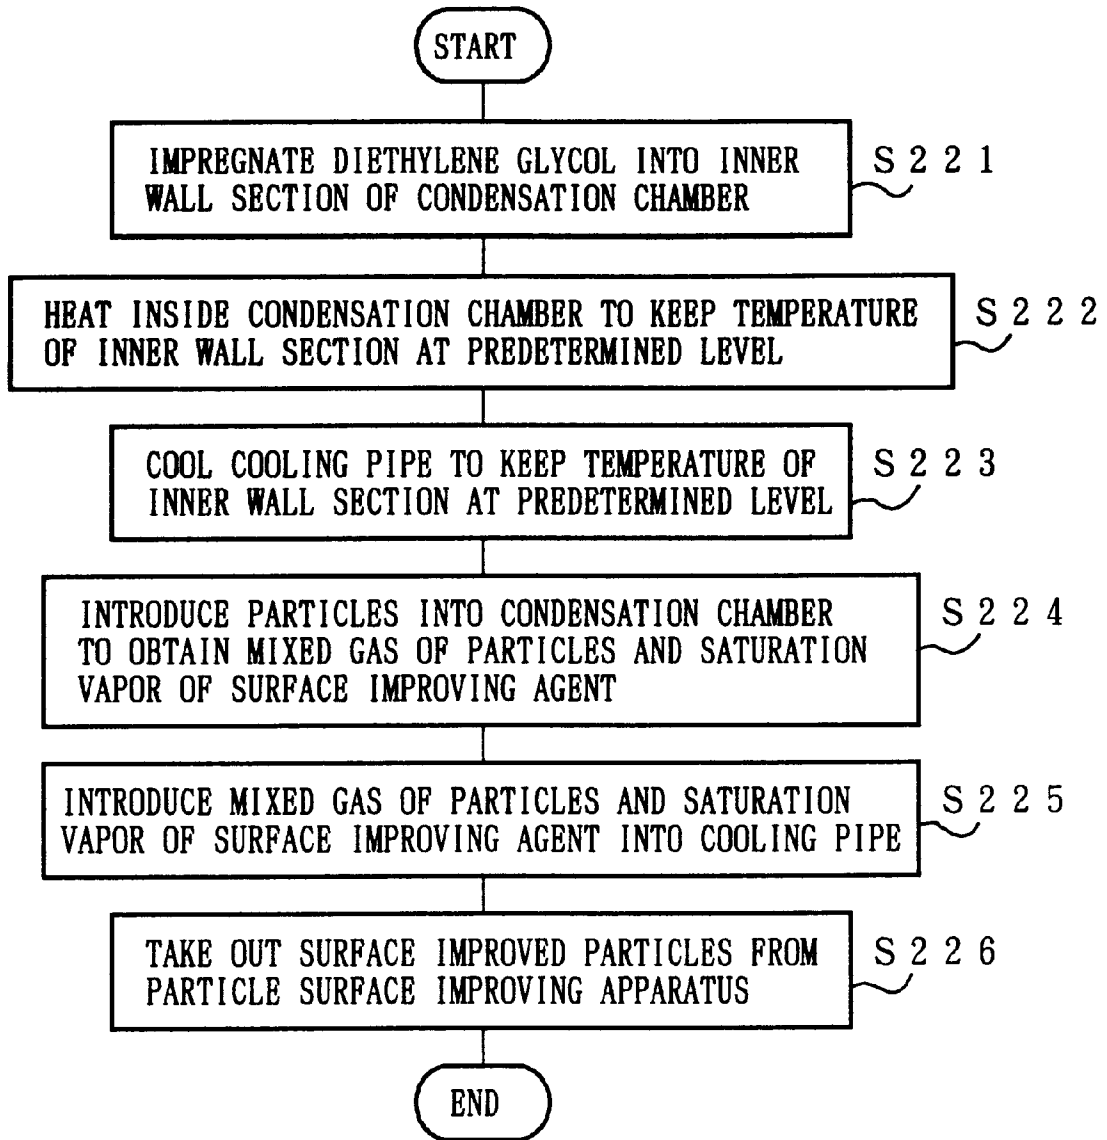 START
IMPREGNATE DIETHYLENE GLYCOL INTO INNER
WALL SECTION OF CONDENSATION CHAMBER
S221
HEAT INSIDE CONDENSATION CHAMBER TO KEEP TEMPERATURE
OF INNER WALL SECTION AT PREDETERMINED LEVEL
S222
COOL COOLING PIPE TO KEEP TEMPERATURE OF
INNER WALL SECTION AT PREDETERMINED LEVEL
S223
INTRODUCE PARTICLES INTO CONDENSATION CHAMBER
TO OBTAIN MIXED GAS OF PARTICLES AND SATURATION
VAPOR OF SURFACE IMPROVING AGENT
S224
INTRODUCE MIXED GAS OF PARTICLES AND SATURATION
VAPOR OF SURFACE IMPROVING AGENT INTO COOLING PIPE
S225
TAKE OUT SURFACE IMPROVED PARTICLES FROM
PARTICLE SURFACE IMPROVING APPARATUS
S226
END